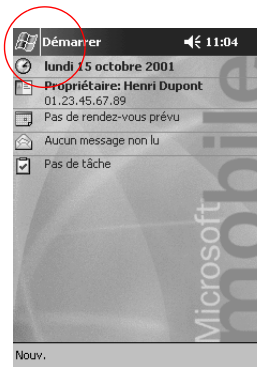 Démarrer 11:04
lundi 15 octobre 2001
Propriétaire: Henri Dupont
01.23.45.67.89
Pas de rendez-vous prévu
Aucun message non lu
Pas de tâche
Microsoft
mobile
Nouv.